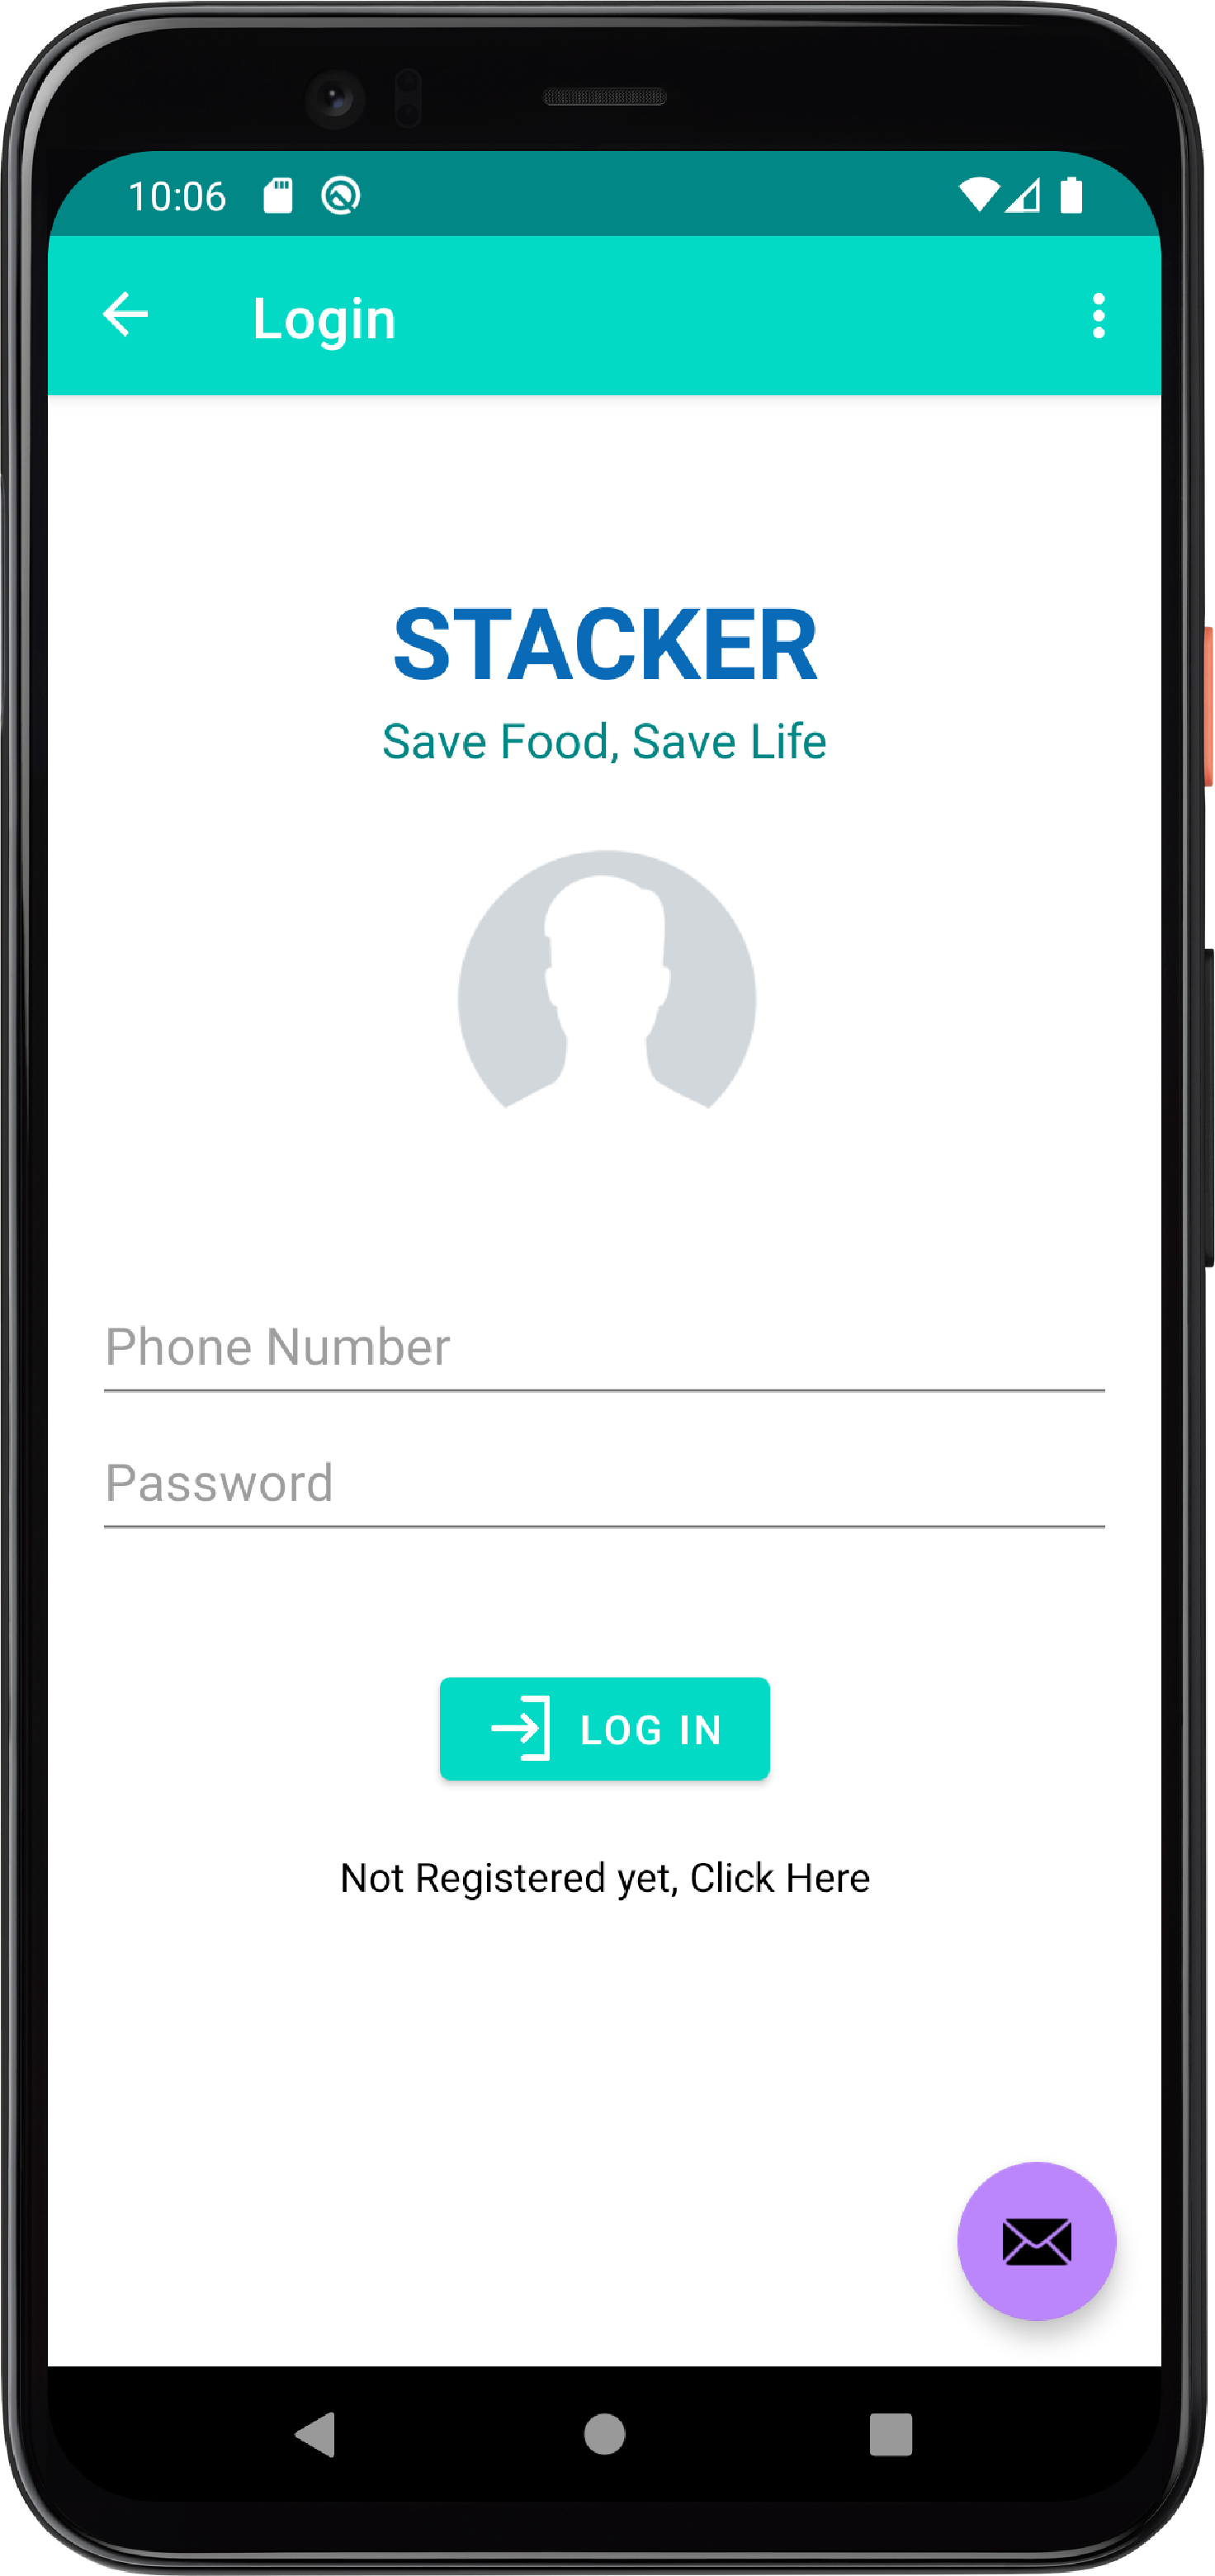 10:06
Login
STACKER
Save Food, Save Life
Phone Number
Password
LOG IN
Not Registered yet, Click Here